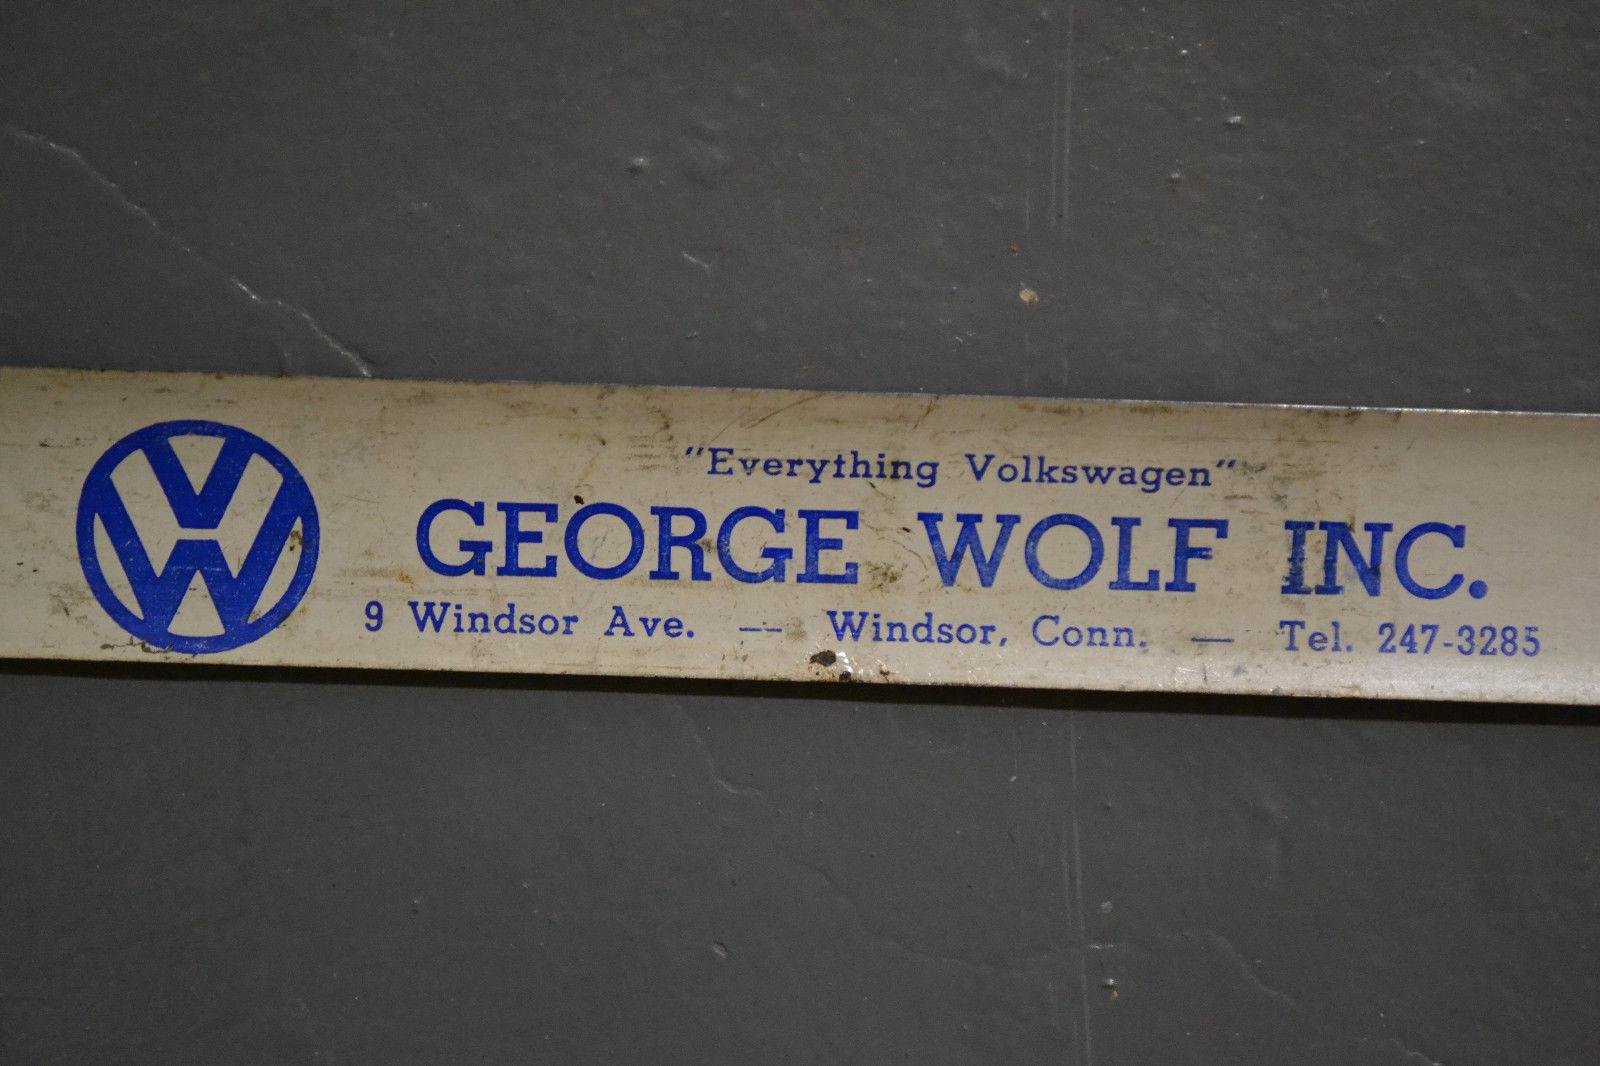 "Everything Volkswagen"
GEORGE WOLF INC.
9 Windsor Ave. -- Windsor, Conn. — Tel. 247-3285